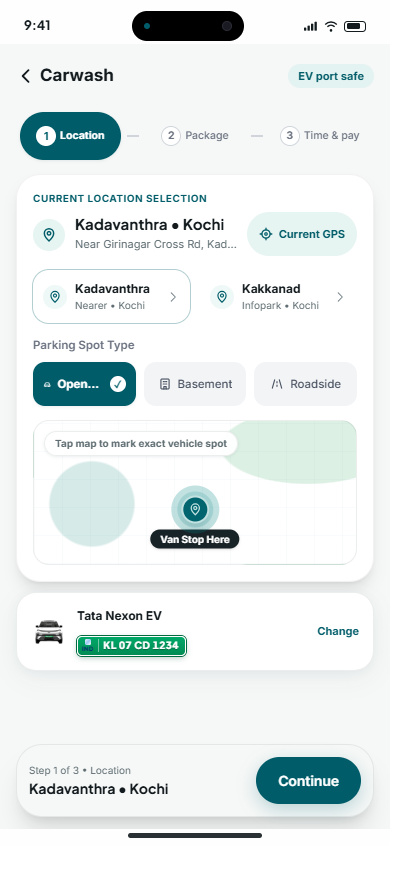 9:41
Carwash
EV port safe
1 Location
2 Package
3 Time & pay
CURRENT LOCATION SELECTION
Kadavanthra • Kochi
Near Girinagar Cross Rd, Kad...
Current GPS
Kadavanthra
Nearer • Kochi
Kakkanad
Infopark • Kochi
Parking Spot Type
Open...
Basement
Roadside
Tap map to mark exact vehicle spot
Van Stop Here
Tata Nexon EV
IND KL 07 CD 1234
Change
Step 1 of 3 • Location
Kadavanthra • Kochi
Continue